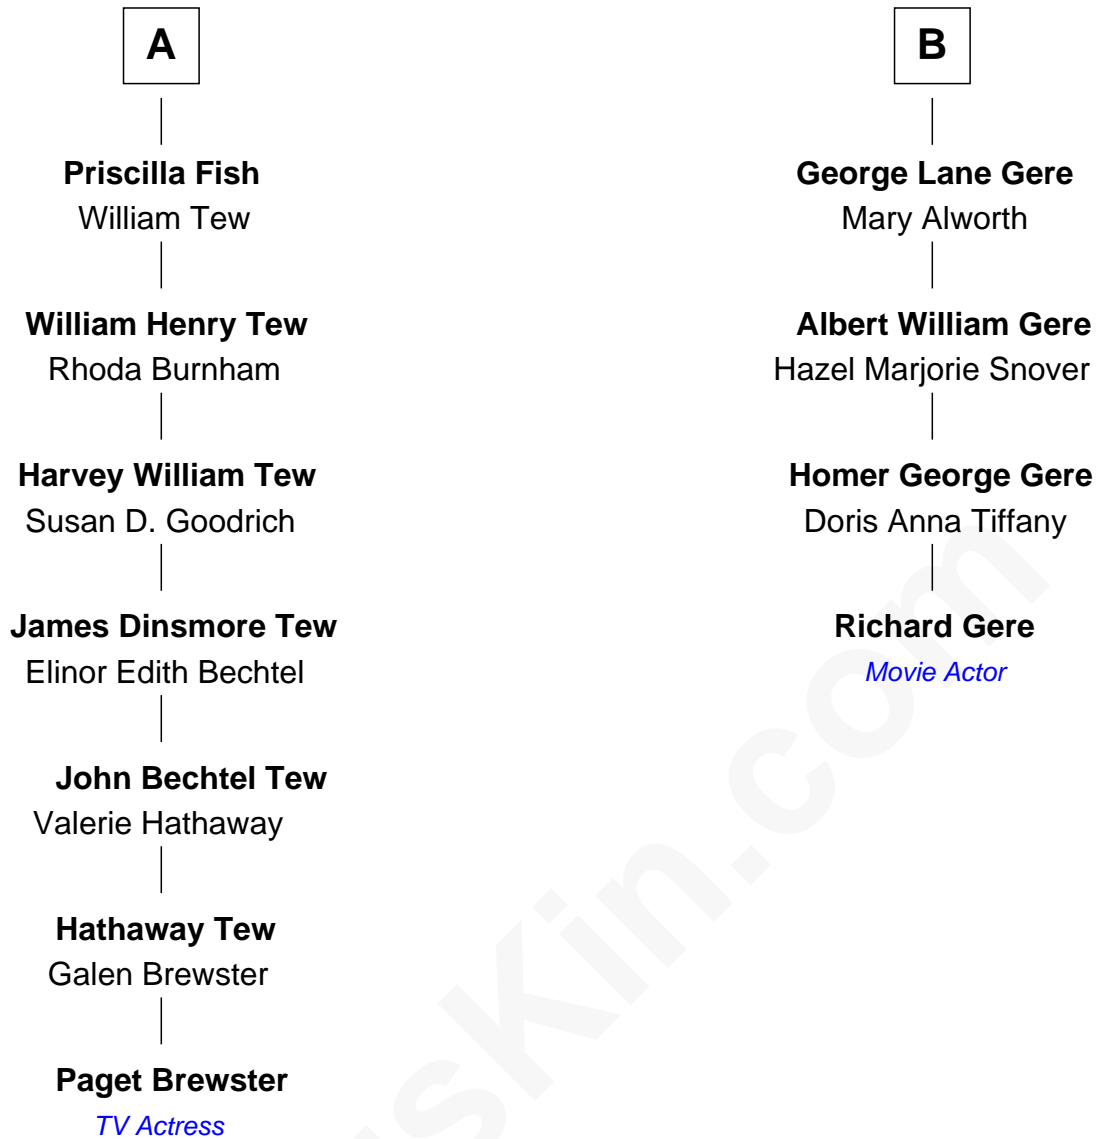 A
Priscilla Fish
William Tew
William Henry Tew
Rhoda Burnham
Harvey William Tew
Susan D. Goodrich
James Dinsmore Tew
Elinor Edith Bechtel
John Bechtel Tew
Valerie Hathaway
Hathaway Tew
Galen Brewster
Paget Brewster
TV Actress
B
George Lane Gere
Mary Alworth
Albert William Gere
Hazel Marjorie Snover
Homer George Gere
Doris Anna Tiffany
Richard Gere
Movie Actor
usKin.com